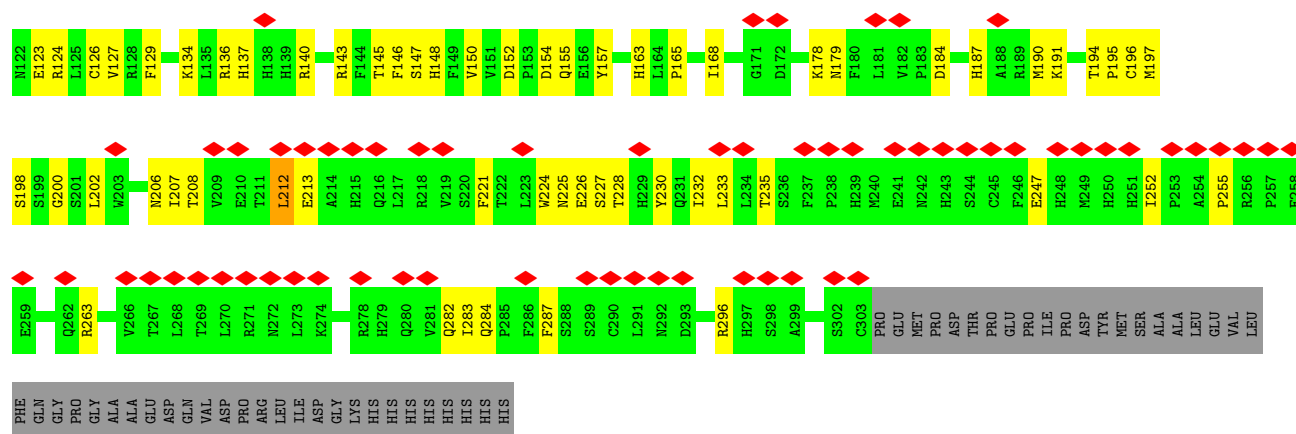 N122 E123 R124 L125 C126 V127 R128 F129 K134 L135 R136 H137 H138 H139 R140 R143 F144 T145 F146 S147 H148 F149 V150 V151 D152 P153 D154 Q155 E156 Y157 H163 L164 P165 I168 G171 D172 K178 N179 F180 L181 V182 P183 D184 H187 A188 R189 M190 K191 T194 P195 C196 M197
S198 S199 G200 S201 L202 W203 N206 I207 T208 V209 E210 T211 L212 E213 A214 H215 Q216 L217 R218 V219 S220 F221 T222 L223 W224 N225 E226 S227 T228 H229 Y230 Q231 I232 L233 L234 T235 S236 F237 P238 H239 M240 E241 N242 H243 S244 C245 F246 E247 H248 M249 H250 H251 I252 P253 A254 P255 R256 P257 E258
E259 Q262 R263 V266 T267 L268 T269 L270 R271 N272 L273 K274 R278 H279 Q280 V281 Q282 I283 Q284 P285 F286 F287 S288 S289 C290 L291 N292 D293 R296 H297 S298 A299 S302 C303 PRO GLU MET PRO ASP THR PRO GLU PRO ILE PRO ASP TYR MET SER ALA ALA LEU GLU VAL LEU
PHE GLN GLY PRO GLY ALA ALA GLU ASP GLN VAL ASP PRO ARG LEU ILE ASP GLY LYS HIS HIS HIS HIS HIS HIS HIS HIS